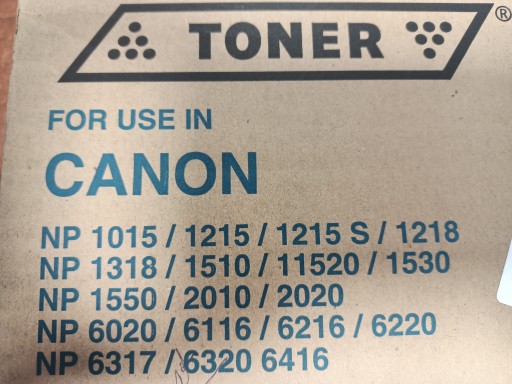 TONER ®
FOR USE IN
CANON
NP 1015 / 1215 / 1215 S / 1218
NP 1318 / 1510 / 11520 / 1530
NP 1550 / 2010 / 2020
NP 6020 / 6116 / 6216 / 6220
NP 6317 / 6320 6416